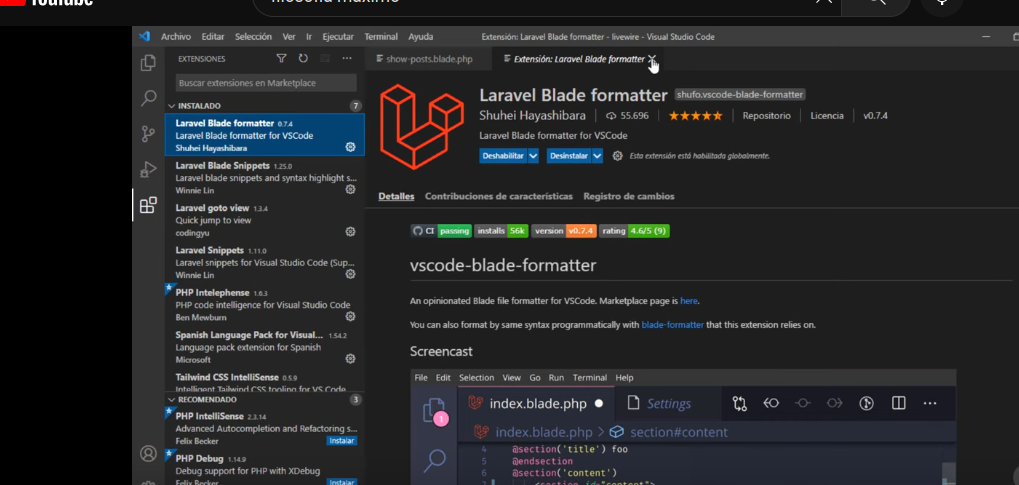 YouTube
Archivo Editar Selección Ver Ir Ejecutar Terminal Ayuda
Extensión: Laravel Blade formatter - livewire - Visual Studio Code
EXTENSIONES
show-posts.blade.php
Extensión: Laravel Blade formatter
Buscar extensiones en Marketplace
INSTALADO 7
Laravel Blade formatter 0.7.4
Laravel Blade formatter for VSCode
Shuhei Hayashibara
Laravel Blade Snippets 1.25.0
Laravel blade snippets and syntax highlight s...
Winnie Lin
Laravel goto view 1.3.4
Quick jump to view
codingyu
Laravel Snippets 1.11.0
Laravel snippets for Visual Studio Code (Sup...
Winnie Lin
PHP Intelephense 1.6.3
PHP code intelligence for Visual Studio Code
Ben Mewburn
Spanish Language Pack for Visual... 1.54.2
Language pack extension for Spanish
Microsoft
Tailwind CSS IntelliSense 0.5.9
Intelligent Tailwind CSS tooling for VS Code
RECOMENDADO 3
PHP IntelliSense 2.3.14
Advanced Autocompletion and Refactoring s...
Felix Becker Instalar
PHP Debug 1.14.9
Debug support for PHP with XDebug
Felix Becker Instalar
Laravel Blade formatter shufo.vscode-blade-formatter
Shuhei Hayashibara 55.696 Repositorio Licencia v0.7.4
Laravel Blade formatter for VSCode
Deshabilitar Desinstalar Esta extensión está habilitada globalmente.
Detalles Contribuciones de características Registro de cambios
CI passing installs 56k version v0.7.4 rating 4.6/5 (9)
vscode-blade-formatter
An opinionated Blade file formatter for VSCode. Marketplace page is here.
You can also format by same syntax programmatically with blade-formatter that this extension relies on.
Screencast
File Edit Selection View Go Run Terminal Help
index.blade.php Settings
1
index.blade.php > section#content
4 @section('title') foo
5 @endsection
6 @section('content')
7 <section id="content">